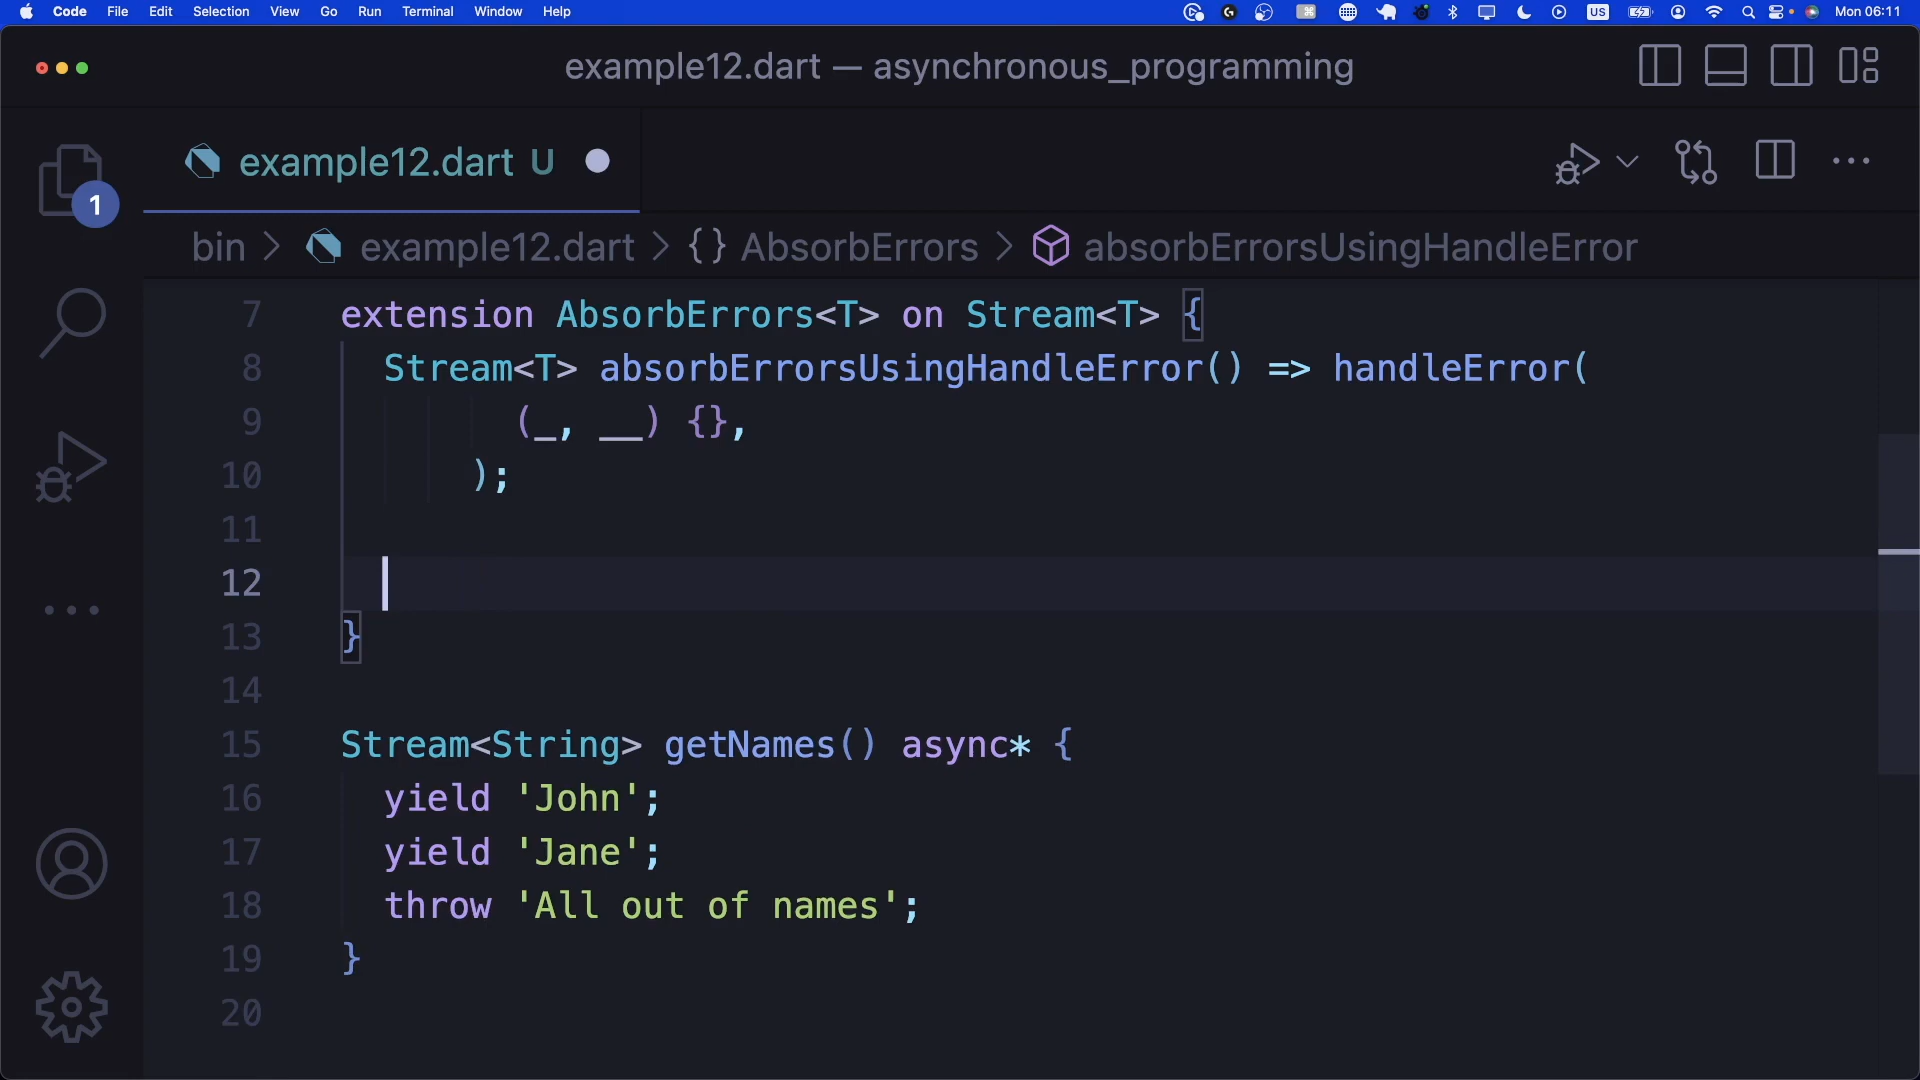 Code File Edit Selection View Go Run Terminal Window Help US Mon 06:11
example12.dart — asynchronous_programming
example12.dart U
1
bin > example12.dart > {} AbsorbErrors > absorbErrorsUsingHandleError
7 extension AbsorbErrors<T> on Stream<T> {
8 Stream<T> absorbErrorsUsingHandleError() => handleError(
9 (_, __) {},
10 );
11
12
13 }
14
15 Stream<String> getNames() async* {
16 yield 'John';
17 yield 'Jane';
18 throw 'All out of names';
19 }
20